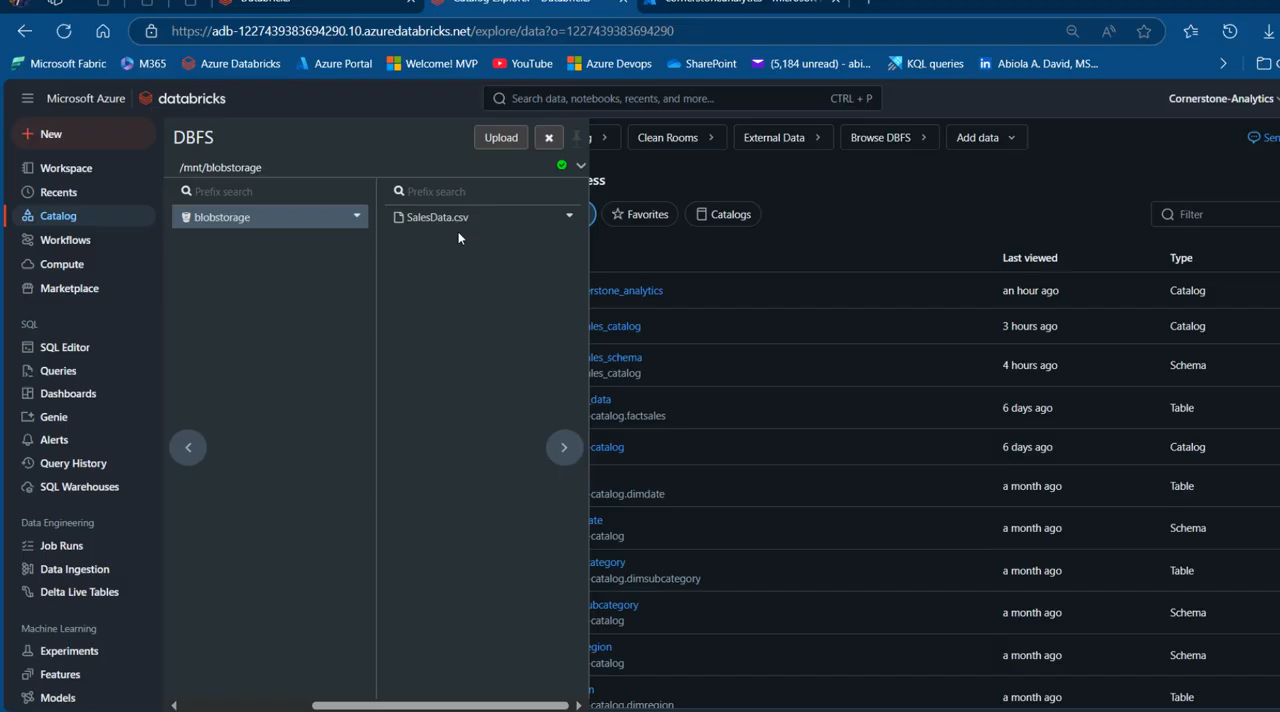 Catalog Explorer - Databricks
https://adb-1227439383694290.10.azuredatabricks.net/explore/data?o=1227439383694290
Microsoft Fabric M365 Azure Databricks Azure Portal Welcome! MVP YouTube Azure Devops SharePoint (5,184 unread) - abi... KQL queries Abiola A. David, MS...
Microsoft Azure databricks Search data, notebooks, recents, and more... CTRL + P Cornerstone-Analytics
New
Workspace
Recents
Catalog
Workflows
Compute
Marketplace
SQL
SQL Editor
Queries
Dashboards
Genie
Alerts
Query History
SQL Warehouses
Data Engineering
Job Runs
Data Ingestion
Delta Live Tables
Machine Learning
Experiments
Features
Models
DBFS Upload
/mnt/blobstorage
Prefix search Prefix search
blobstorage SalesData.csv
Clean Rooms External Data Browse DBFS Add data
Favorites Catalogs Filter
Last viewed Type
rstone_analytics an hour ago Catalog
les_catalog 3 hours ago Catalog
les_schema 4 hours ago Schema
les_catalog
_data 6 days ago Table
-catalog.factsales
-catalog 6 days ago Catalog
a month ago Table
-catalog.dimdate
ate a month ago Schema
-catalog
ategory a month ago Table
-catalog.dimsubcategory
ubcategory a month ago Schema
-catalog
egion a month ago Schema
-catalog
n a month ago Table
-catalog.dimregion